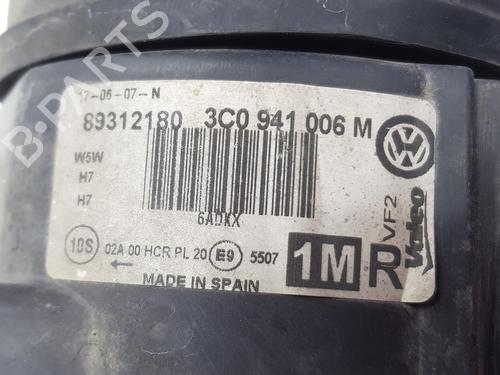 B-PARTS
17-06-07-N
89312180 3C0 941 006 M
W5W
H7
H7
6ADKX
VF2
Valeo
10S 02A 00 HCR PL 20 E9 5507 1M R
MADE IN SPAIN